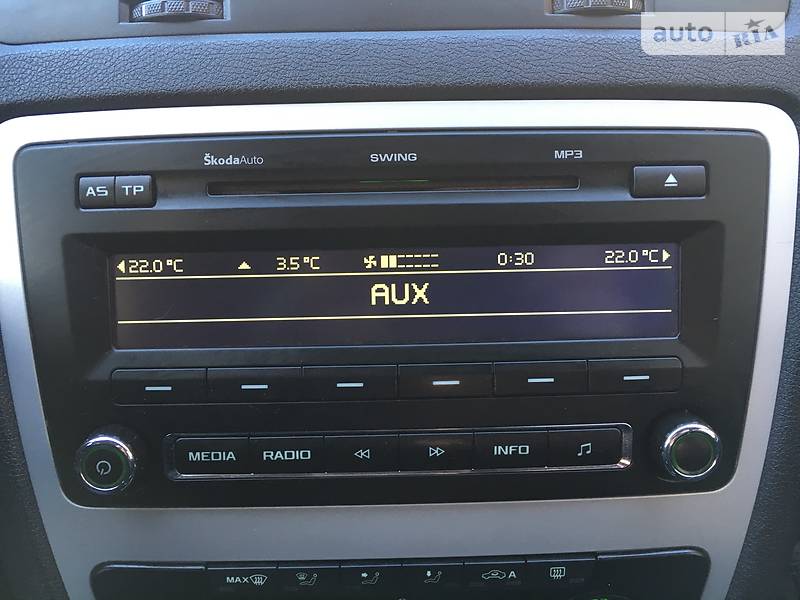 auto RIA
ŠkodaAuto SWING MP3
AS TP
22.0 °C 3.5 °C 0:30 22.0 °C
AUX
MEDIA RADIO INFO
MAX A